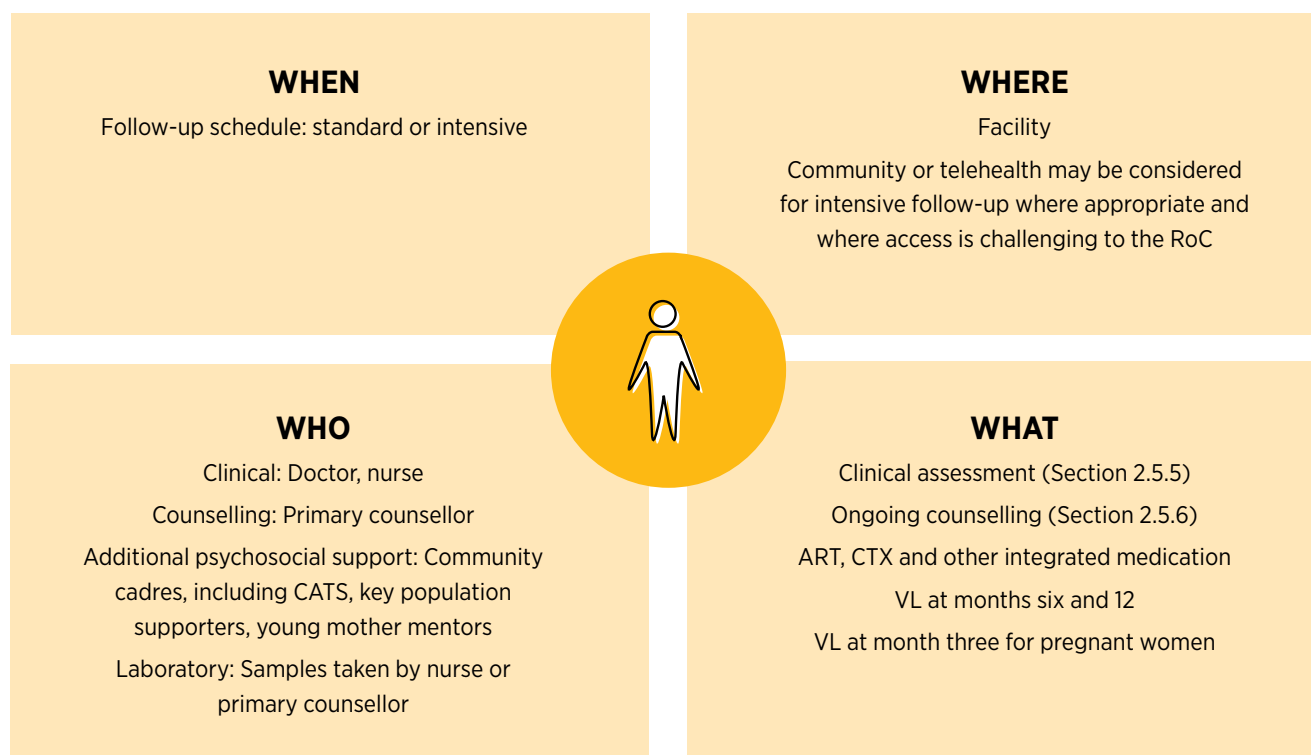 WHEN
Follow-up schedule: standard or intensive
WHERE
Facility
Community or telehealth may be considered
for intensive follow-up where appropriate and
where access is challenging to the RoC
WHO
Clinical: Doctor, nurse
Counselling: Primary counsellor
Additional psychosocial support: Community
cadres, including CATS, key population
supporters, young mother mentors
Laboratory: Samples taken by nurse or
primary counsellor
WHAT
Clinical assessment (Section 2.5.5)
Ongoing counselling (Section 2.5.6)
ART, CTX and other integrated medication
VL at months six and 12
VL at month three for pregnant women